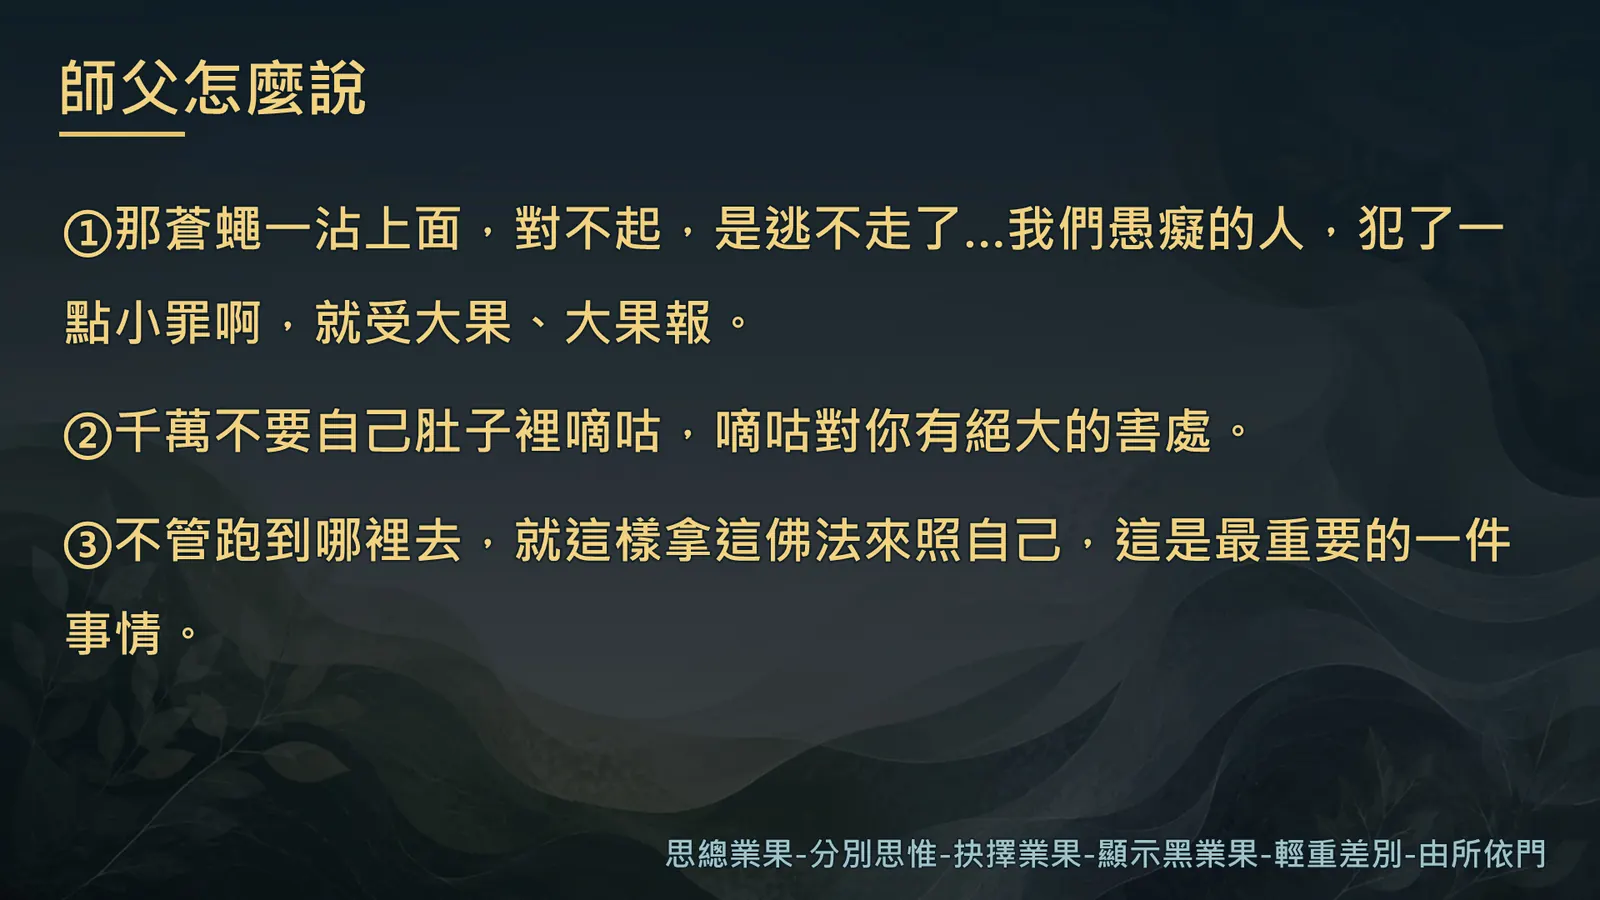 師父怎麼說
①那蒼蠅一沾上面，對不起，是逃不走了...我們愚癡的人，犯了一
點小罪啊，就受大果、大果報。
②千萬不要自己肚子裡嘀咕，嘀咕對你有絕大的害處。
③不管跑到哪裡去，就這樣拿這佛法來照自己，這是最重要的一件
事情。
思總業果-分別思惟-抉擇業果-顯示黑業果-輕重差別-由所依門